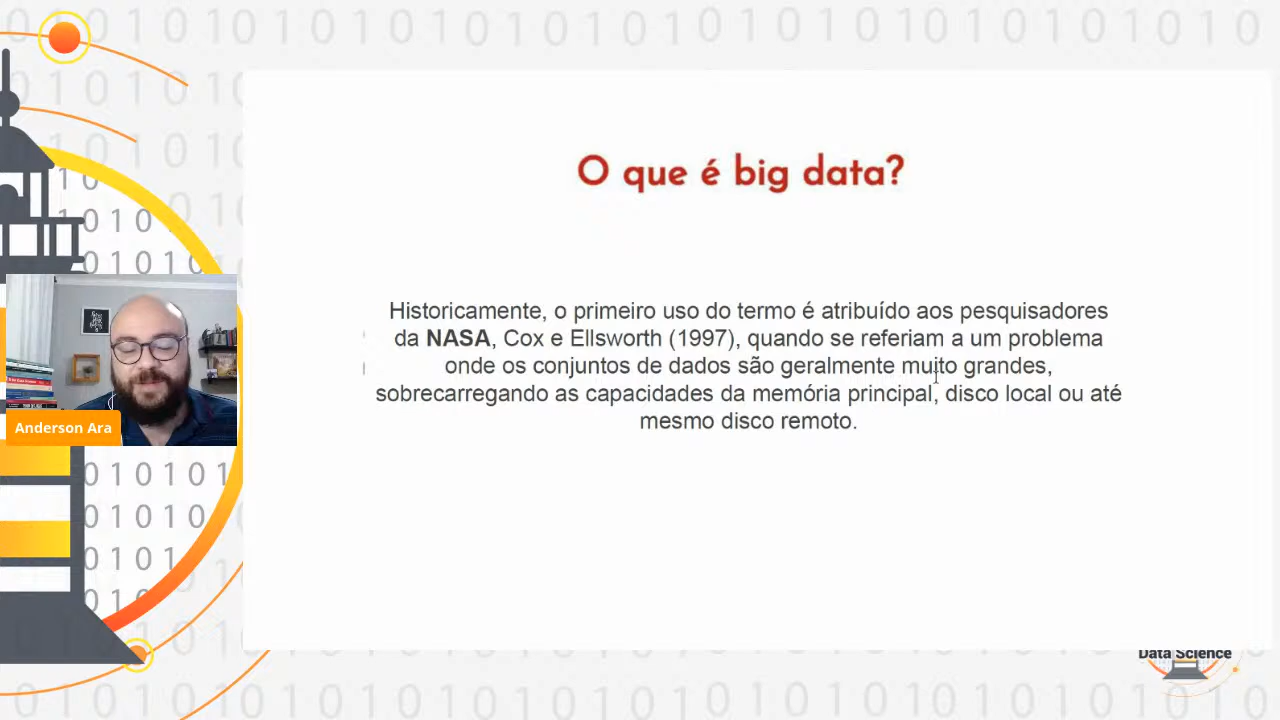 O que é big data?
Historicamente, o primeiro uso do termo é atribuído aos pesquisadores
da NASA, Cox e Ellsworth (1997), quando se referiam a um problema
onde os conjuntos de dados são geralmente muito grandes,
sobrecarregando as capacidades da memória principal, disco local ou até
mesmo disco remoto.
Anderson Ara
Data Science